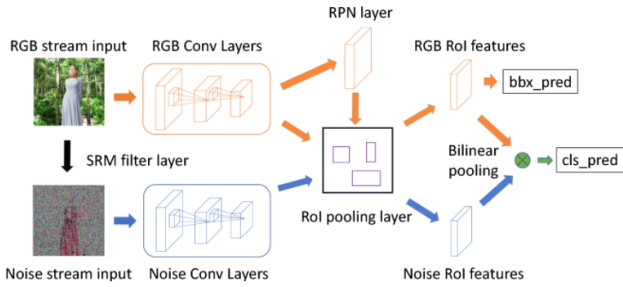 RPN layer
RGB stream input
RGB Conv Layers
RGB RoI features
bbx_pred
SRM filter layer
Bilinear
pooling
cls_pred
RoI pooling layer
Noise stream input
Noise Conv Layers
Noise RoI features